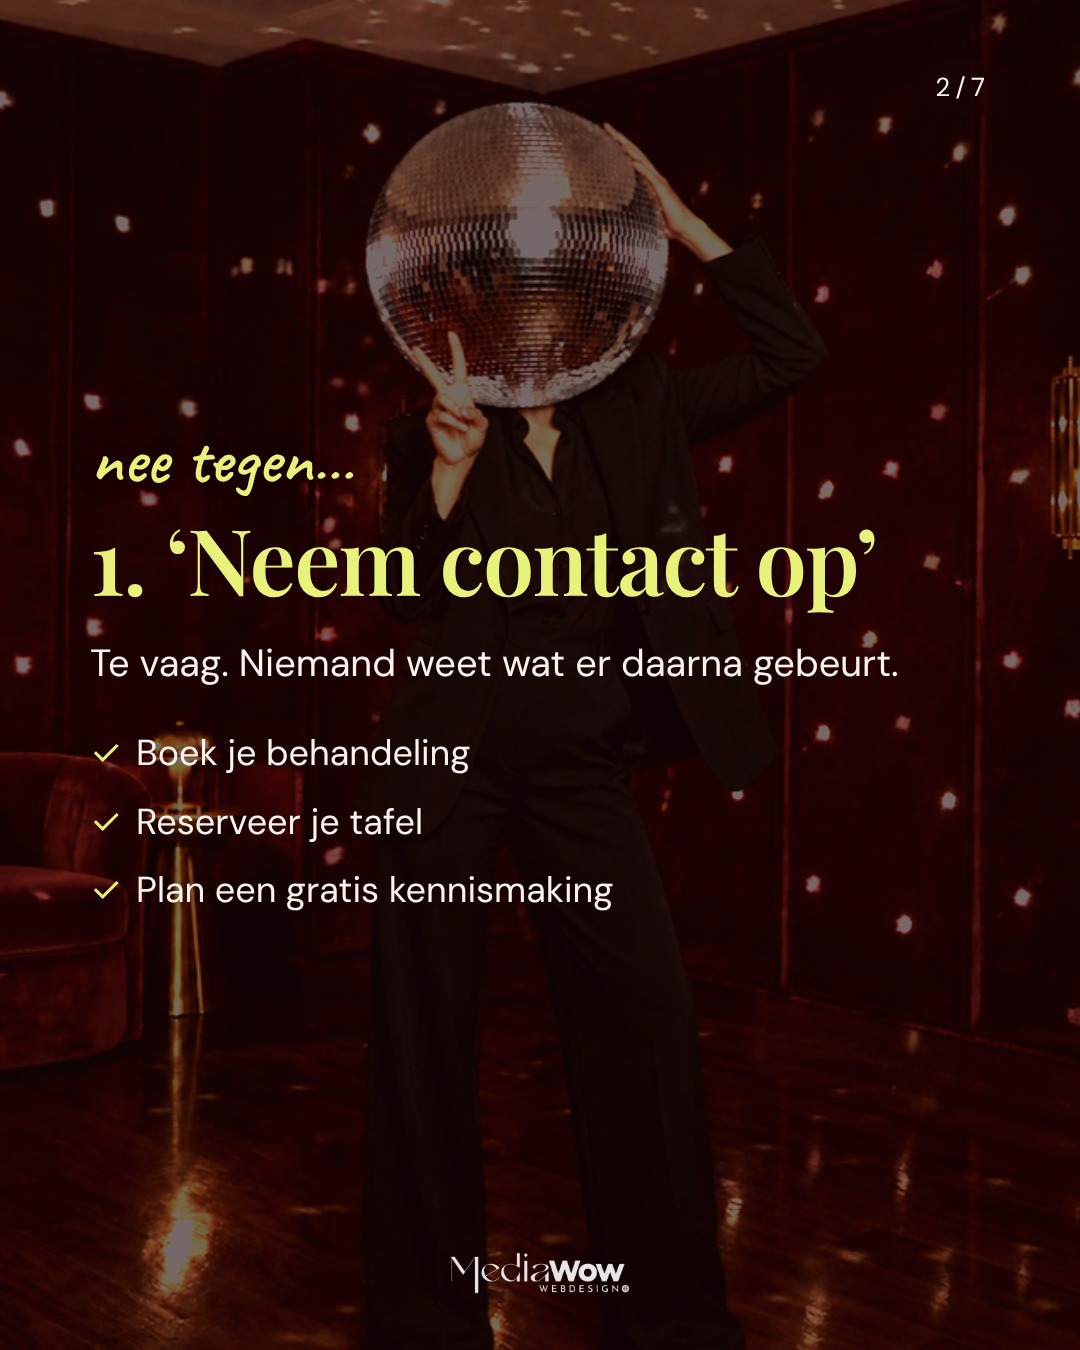 2 / 7
nee tegen...
1. ‘Neem contact op’
Te vaag. Niemand weet wat er daarna gebeurt.
✓ Boek je behandeling
✓ Reserveer je tafel
✓ Plan een gratis kennismaking
MediaWow
WEBDESIGN